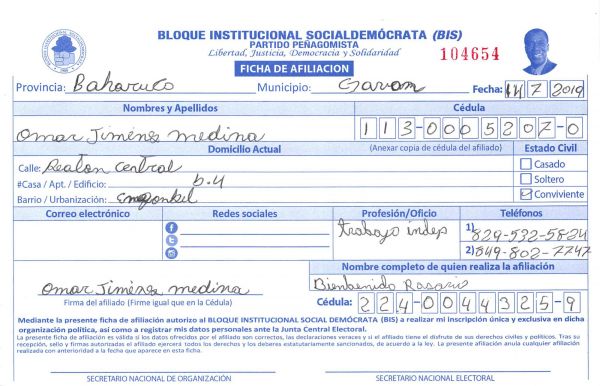 BLOQUE INSTITUCIONAL SOCIALDEMÓCRATA (BIS)
PARTIDO PEÑAGOMISTA
Libertad, Justicia, Democracia y Solidaridad
104654
FICHA DE AFILIACION
Provincia: Bahoruco Municipio: Fecha: 14/7/2019
Nombres y Apellidos Cédula
Omar Jiménez medina 113-0005207-0
Domicilio Actual (Anexar copia de cédula del afiliado) Estado Civil
Calle: Central Casado
#Casa / Apt. / Edificio: b.4 Soltero
Barrio / Urbanización: Conviviente
Correo electrónico Redes sociales Profesión/Oficio Teléfonos
trabajo indep 1) 829-532-5824
2) 849-802-7747
Nombre completo de quien realiza la afiliación
Omar Jiménez medina Bienbenido Rosario
Firma del afiliado (Firme igual que en la Cédula) Cédula: 224-0044325-9
Mediante la presente ficha de afiliación autorizo al BLOQUE INSTITUCIONAL SOCIAL DEMÓCRATA (BIS) a realizar mi inscripción única y exclusiva en dicha
organización política, así como a registrar mis datos personales ante la Junta Central Electoral.
La presente ficha de afiliación es válida si los datos ofrecidos por el afiliado son correctos, las declaraciones veraces y si el afiliado tiene el disfrute de sus derechos civiles y políticos. Tras su
recepción, sello y firmas autorizadas el afiliado ejercerá todos los derechos y los deberes estatutariamente sancionados, de acuerdo a la ley. La presente afiliación anula cualquier afiliación
realizada con anterioridad a la fecha que aparece en esta ficha.
SECRETARIO NACIONAL DE ORGANIZACIÓN SECRETARIO NACIONAL ELECTORAL